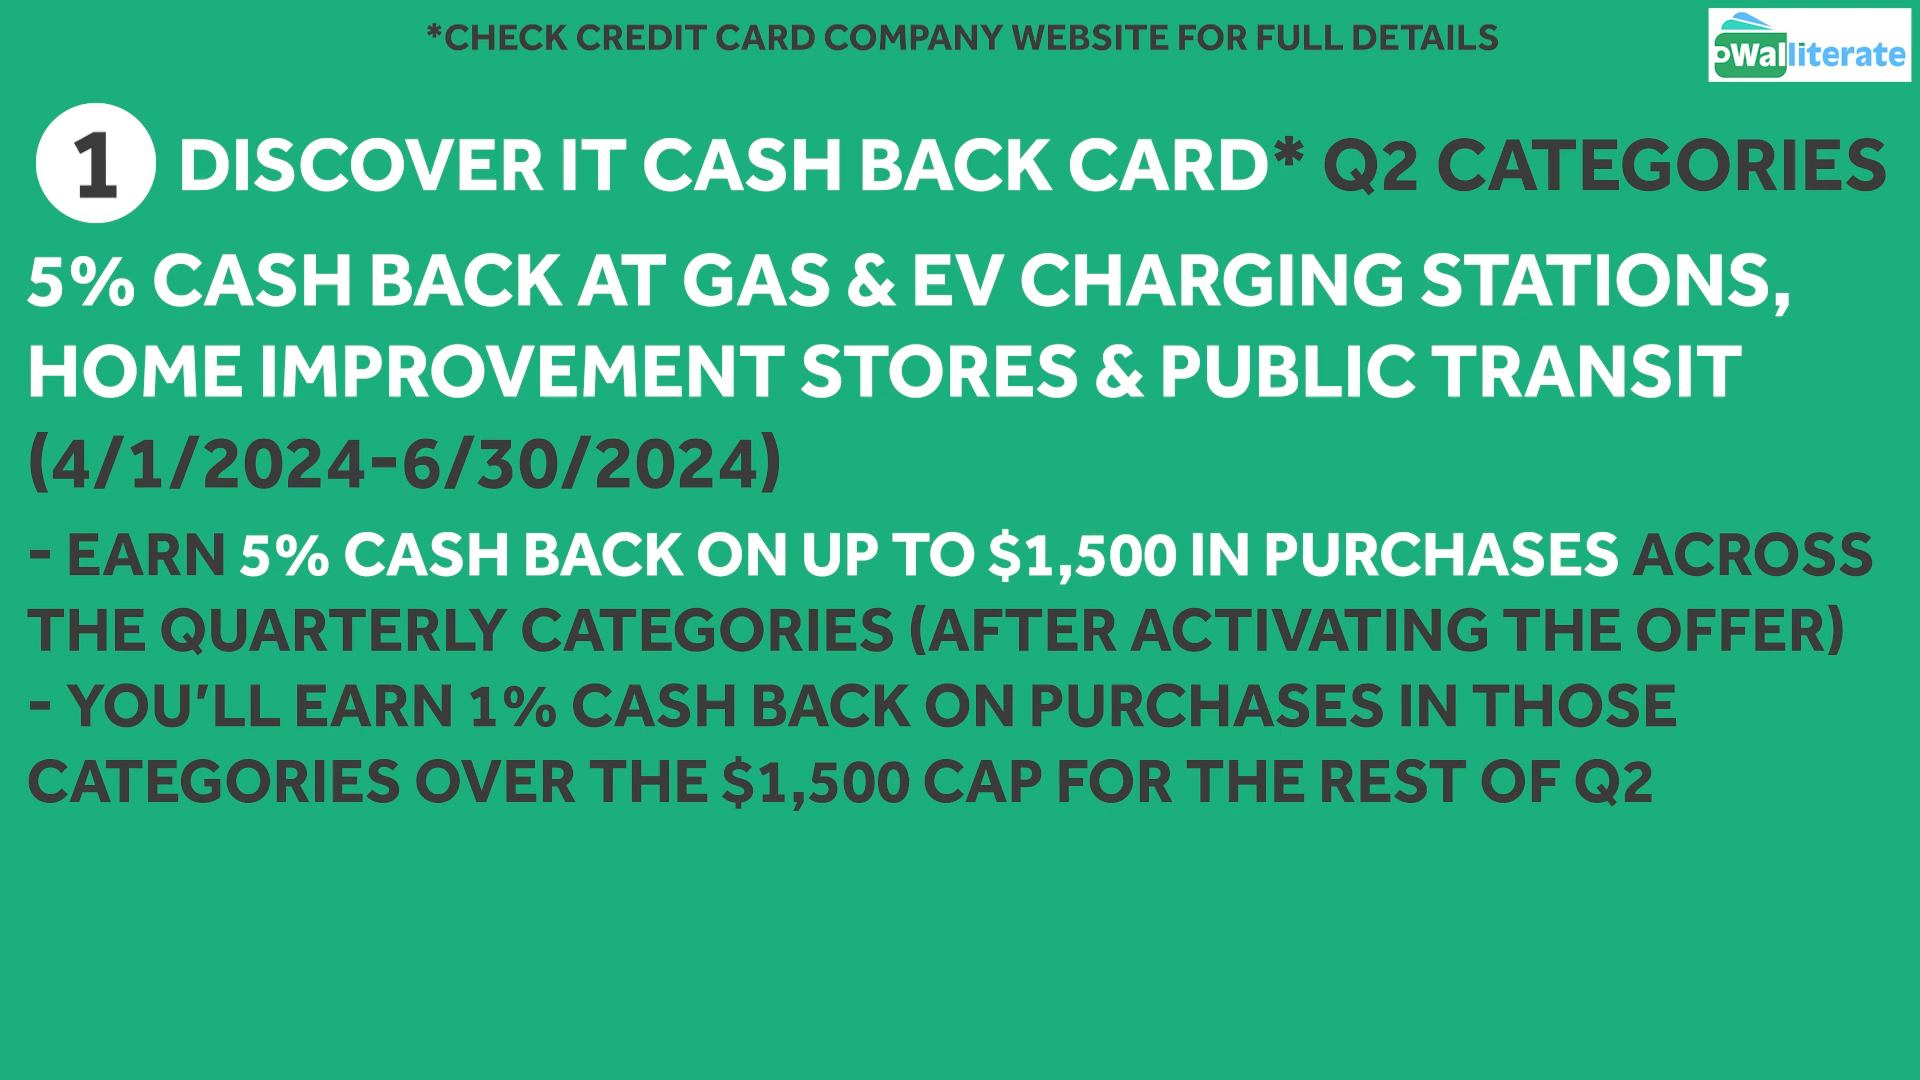 *CHECK CREDIT CARD COMPANY WEBSITE FOR FULL DETAILS
Walliterate
1 DISCOVER IT CASH BACK CARD* Q2 CATEGORIES
5% CASH BACK AT GAS & EV CHARGING STATIONS,
HOME IMPROVEMENT STORES & PUBLIC TRANSIT
(4/1/2024-6/30/2024)
- EARN 5% CASH BACK ON UP TO $1,500 IN PURCHASES ACROSS
THE QUARTERLY CATEGORIES (AFTER ACTIVATING THE OFFER)
- YOU'LL EARN 1% CASH BACK ON PURCHASES IN THOSE
CATEGORIES OVER THE $1,500 CAP FOR THE REST OF Q2